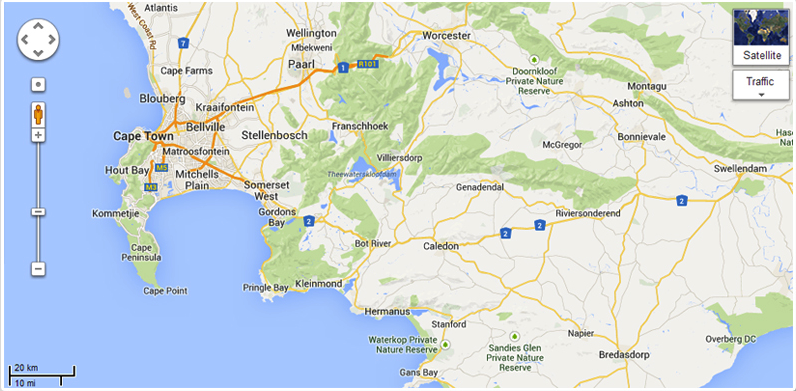 Atlantis
West Coast Rd
7
Wellington
Mbekweni
Paarl
1
R101
Worcester
Satellite
Traffic
Cape Farms
Doornkloof
Private Nature
Reserve
Montagu
Ashton
Blouberg
Kraaifontein
Cape Town
Bellville
Stellenbosch
Franschhoek
Bonnievale
McGregor
Matroosfontein
Villiersdorp
Swellendam
Hout Bay
M5
M3
Mitchells
Plain
Somerset
West
Theewaterskloofdam
Genadendal
2
Kommetjie
Gordons
Bay
2
Riviersonderend
2
2
Cape
Peninsula
Bot River
Caledon
Cape Point
Pringle Bay
Kleinmond
Hermanus
Stanford
Waterkop Private
Nature Reserve
Sandies Glen
Private Nature
Reserve
Napier
Overberg DC
Bredasdorp
Gans Bay
20 km
10 mi